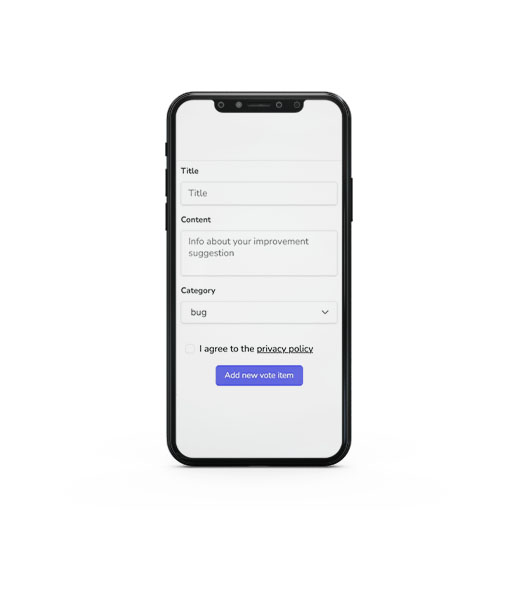 Title
Title
Content
Info about your improvement
suggestion
Category
bug
I agree to the privacy policy
Add new vote item